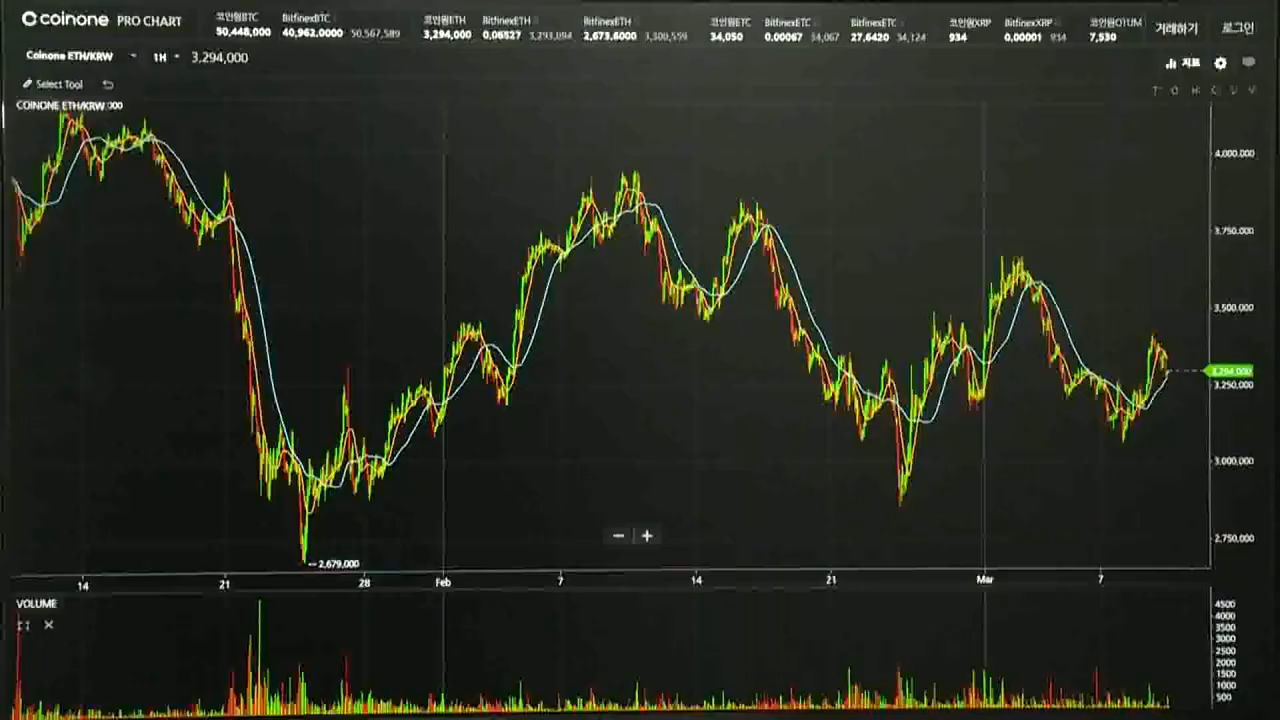 coinone PRO CHART
코인원BTC BitfinexBTC 코인원ETH BitfinexETH BitfinexETH 코인원ETC BitfinexETC BitfinexETC 코인원XRP BitfinexXRP 코인원QTUM
50,448,000 40,962.0000 50,567,589 3,294,000 0.06527 3,293,094 2,673.6000 3,300,559 34,050 0.00067 34,067 27.6420 34,124 934 0.00001 934 7,530
거래하기 로그인
Coinone ETH/KRW 1H 3,294,000
지표
Select Tool
COINONE ETH/KRW
4,000,000
3,750,000
3,500,000
3,294,000
3,250,000
3,000,000
2,750,000
2,679,000
14 21 28 Feb 7 14 21 Mar 7
VOLUME
4500
4000
3500
3000
2500
2000
1500
1000
500